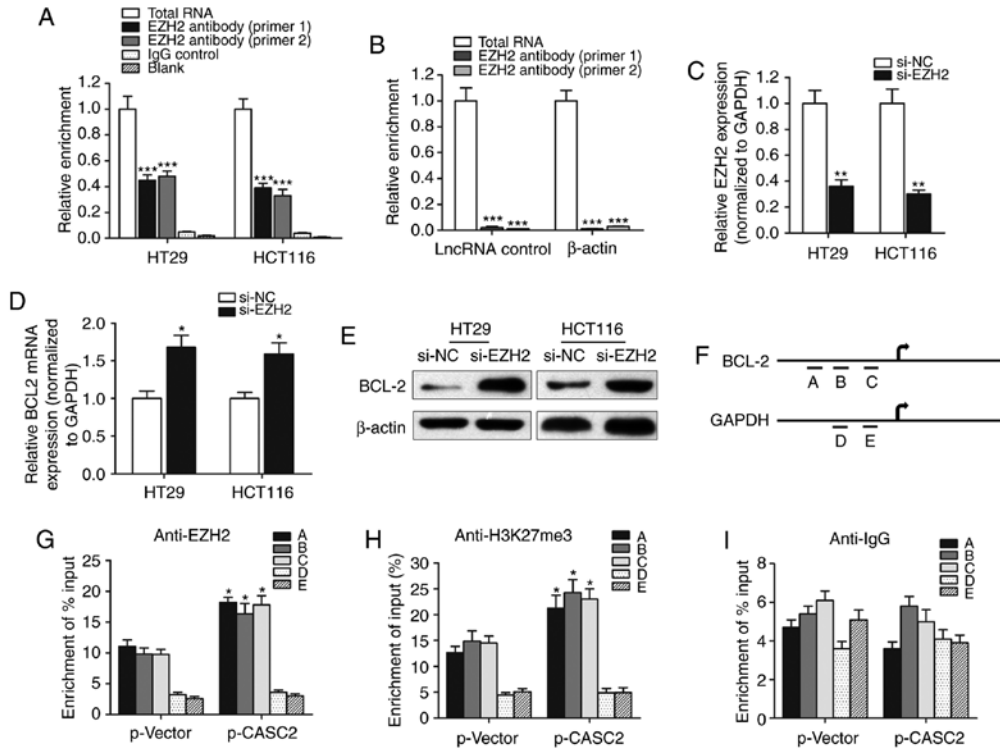 A
Total RNA
EZH2 antibody (primer 1)
EZH2 antibody (primer 2)
IgG control
Blank
Relative enrichment
1.2
1.0
0.8
0.6
0.4
0.2
0.0
***
***
***
***
HT29
HCT116
B
Total RNA
EZH2 antibody (primer 1)
EZH2 antibody (primer 2)
Relative enrichment
1.2
1.0
0.8
0.6
0.4
0.2
0.0
***
***
***
***
LncRNA control
β-actin
C
si-NC
si-EZH2
Relative EZH2 expression
(normalized to GAPDH)
1.2
1.0
0.8
0.6
0.4
0.2
0.0
**
**
HT29
HCT116
D
si-NC
si-EZH2
Relative BCL2 mRNA
expression (normalized
to GAPDH)
2.0
1.5
1.0
0.5
0.0
*
*
HT29
HCT116
E
HT29
HCT116
si-NC
si-EZH2
si-NC
si-EZH2
BCL-2
β-actin
F
BCL-2
A
B
C
GAPDH
D
E
G
Anti-EZH2
A
B
C
D
E
Enrichment of % input
25
20
15
10
5
0
*
*
*
p-Vector
p-CASC2
H
Anti-H3K27me3
A
B
C
D
E
Enrichment of input (%)
30
25
20
15
10
5
0
*
*
*
p-Vector
p-CASC2
I
Anti-IgG
A
B
C
D
E
Enrichment of % input
8
6
4
2
0
p-Vector
p-CASC2